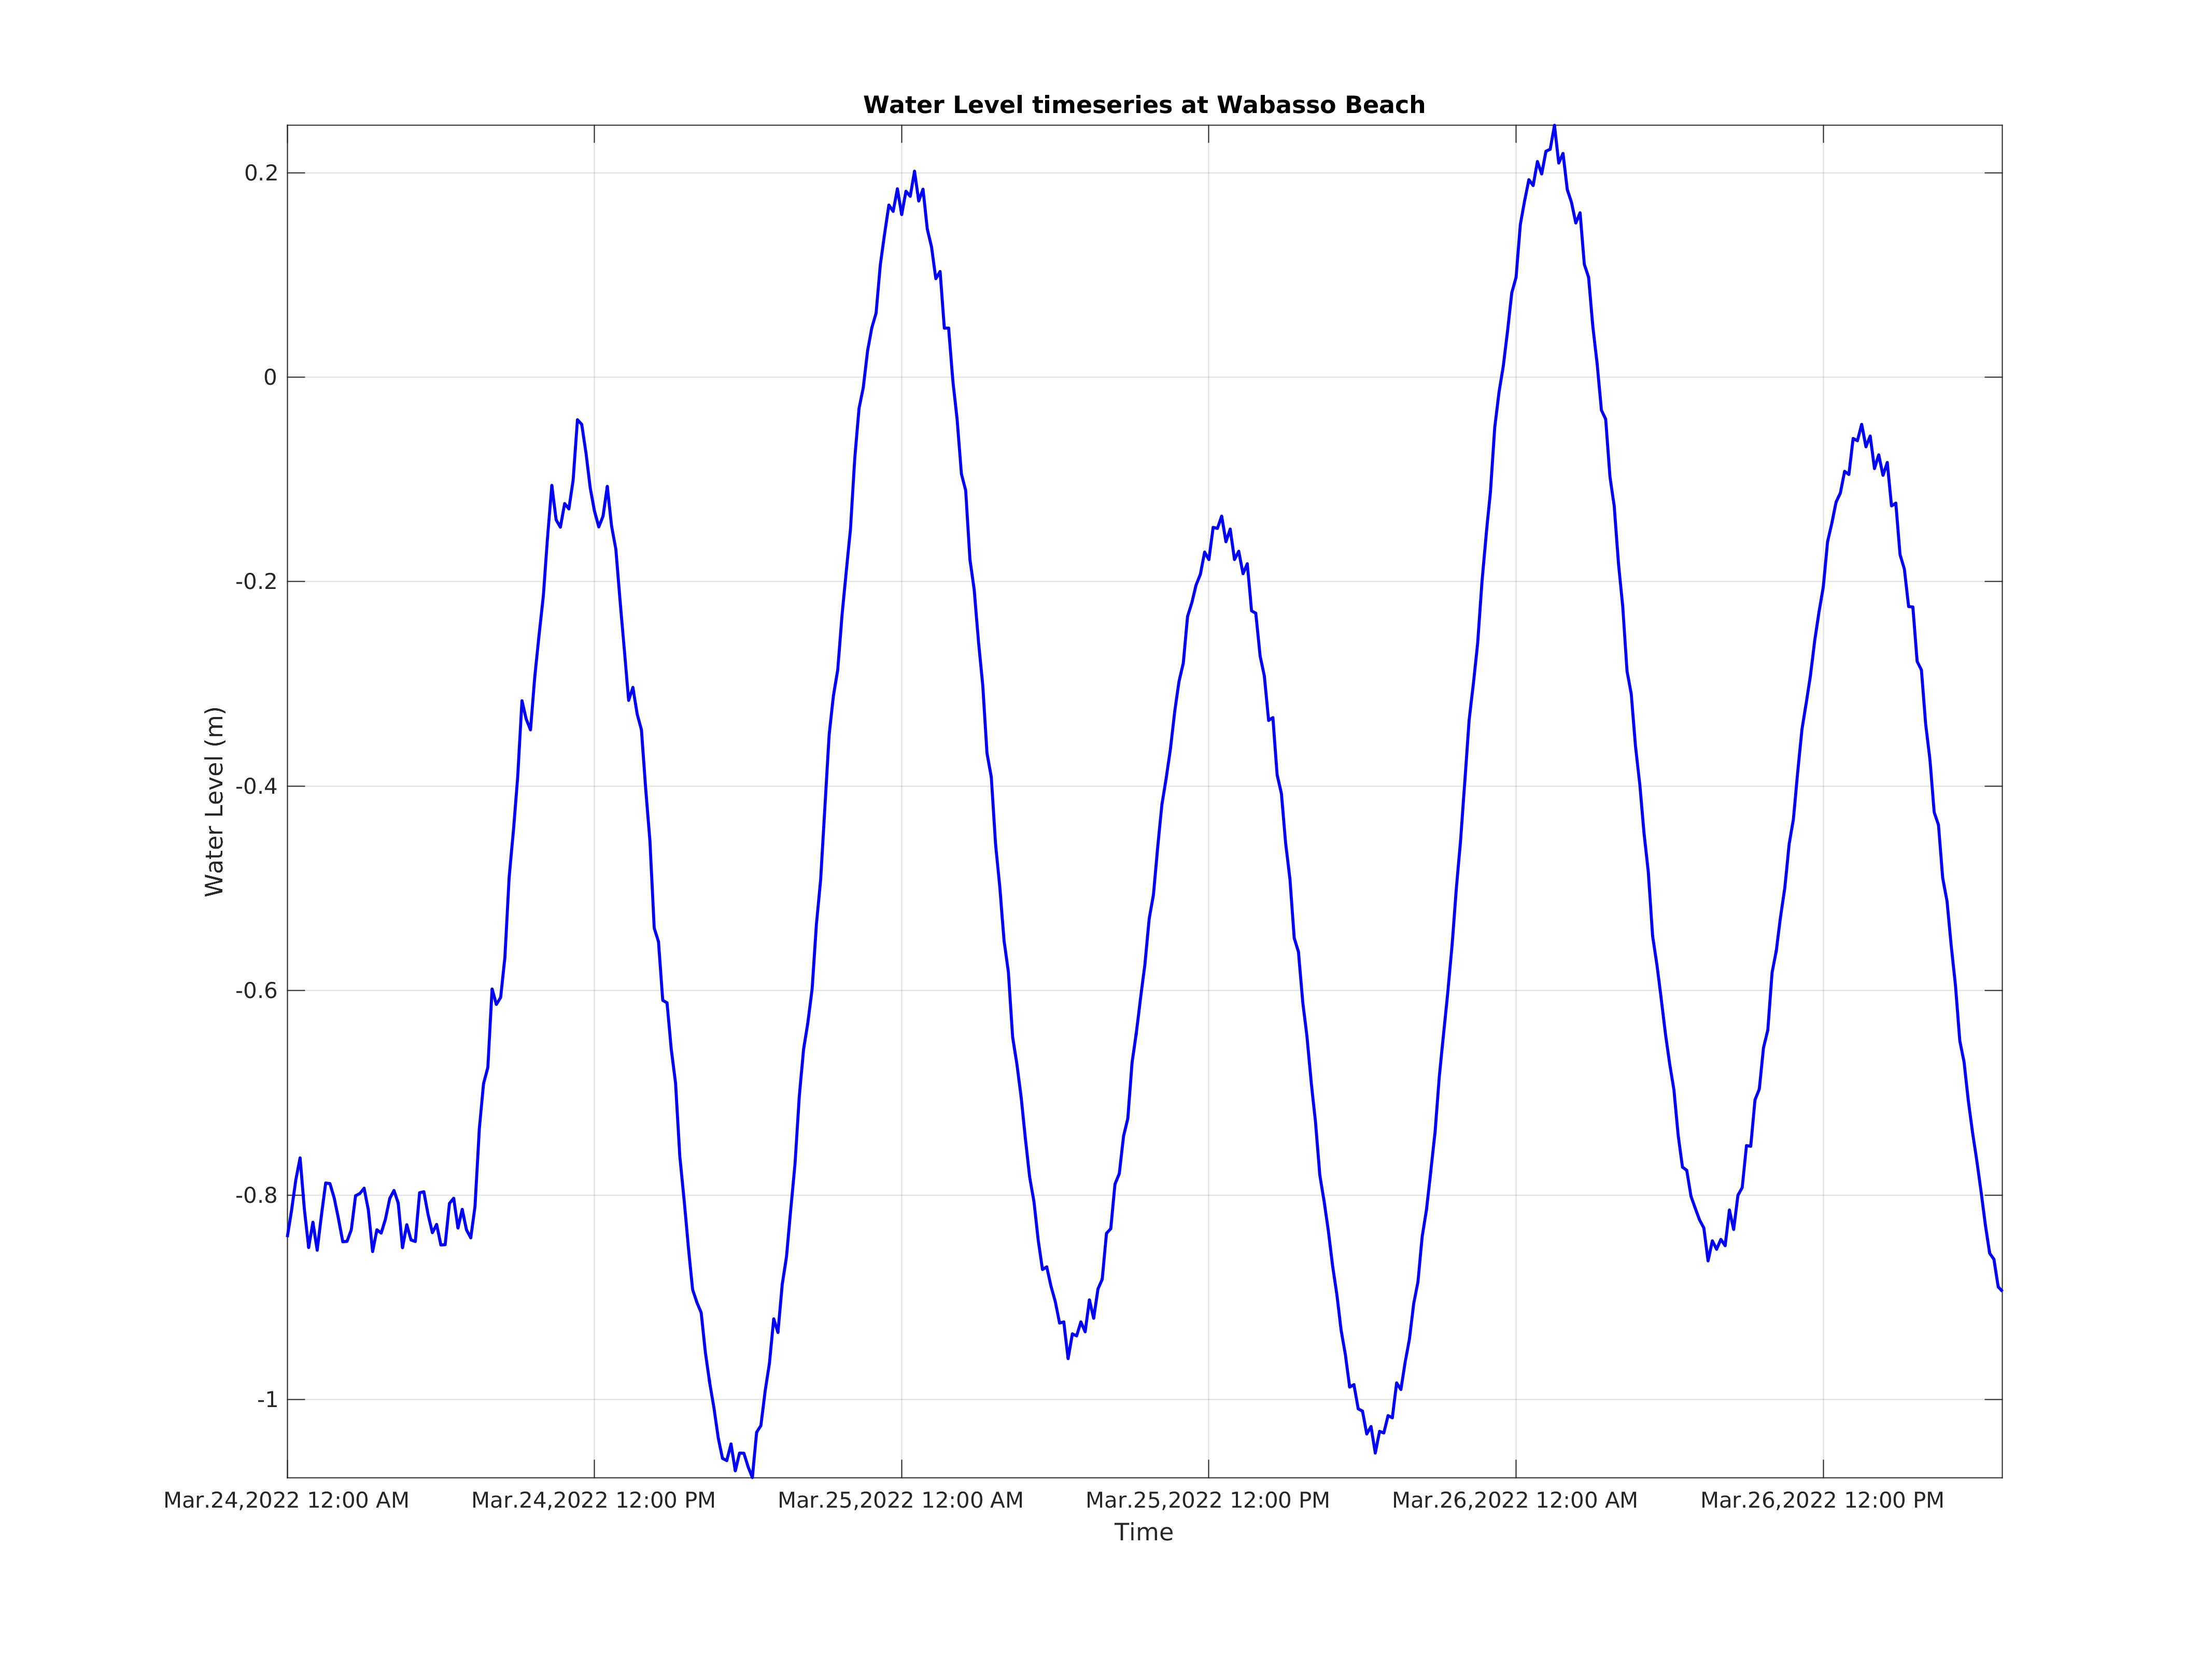 Water Level timeseries at Wabasso Beach
0.2
0
-0.2
-0.4
-0.6
-0.8
-1
Water Level (m)
Mar.24,2022 12:00 AM
Mar.24,2022 12:00 PM
Mar.25,2022 12:00 AM
Mar.25,2022 12:00 PM
Mar.26,2022 12:00 AM
Mar.26,2022 12:00 PM
Time